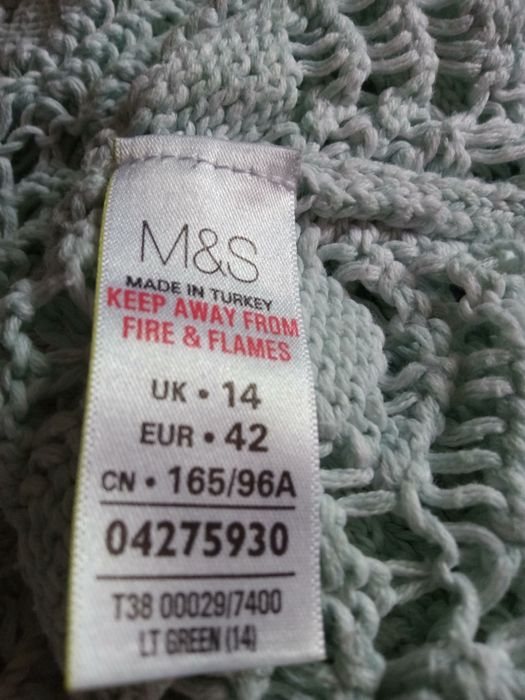 M&S
MADE IN TURKEY
KEEP AWAY FROM
FIRE & FLAMES
UK • 14
EUR • 42
CN • 165/96A
04275930
T38 00029/7400
LT GREEN (14)